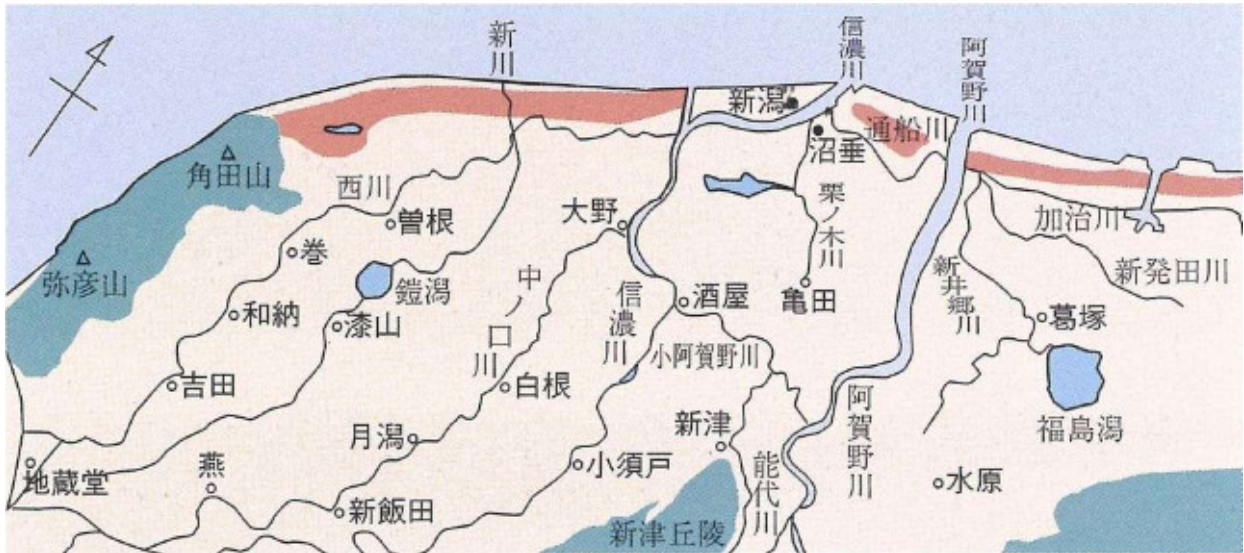 新川
信濃川
阿賀野川
新潟
通船川
沼垂
角田山
西川
曽根
大野
栗ノ木川
加治川
新発田川
弥彦山
巻
鎧潟
中ノ口川
信濃川
酒屋
亀田
新井郷川
葛塚
和納
漆山
小阿賀野川
吉田
白根
阿賀野川
福島潟
月潟
新津
地蔵堂
燕
小須戸
能代川
水原
新飯田
新津丘陵